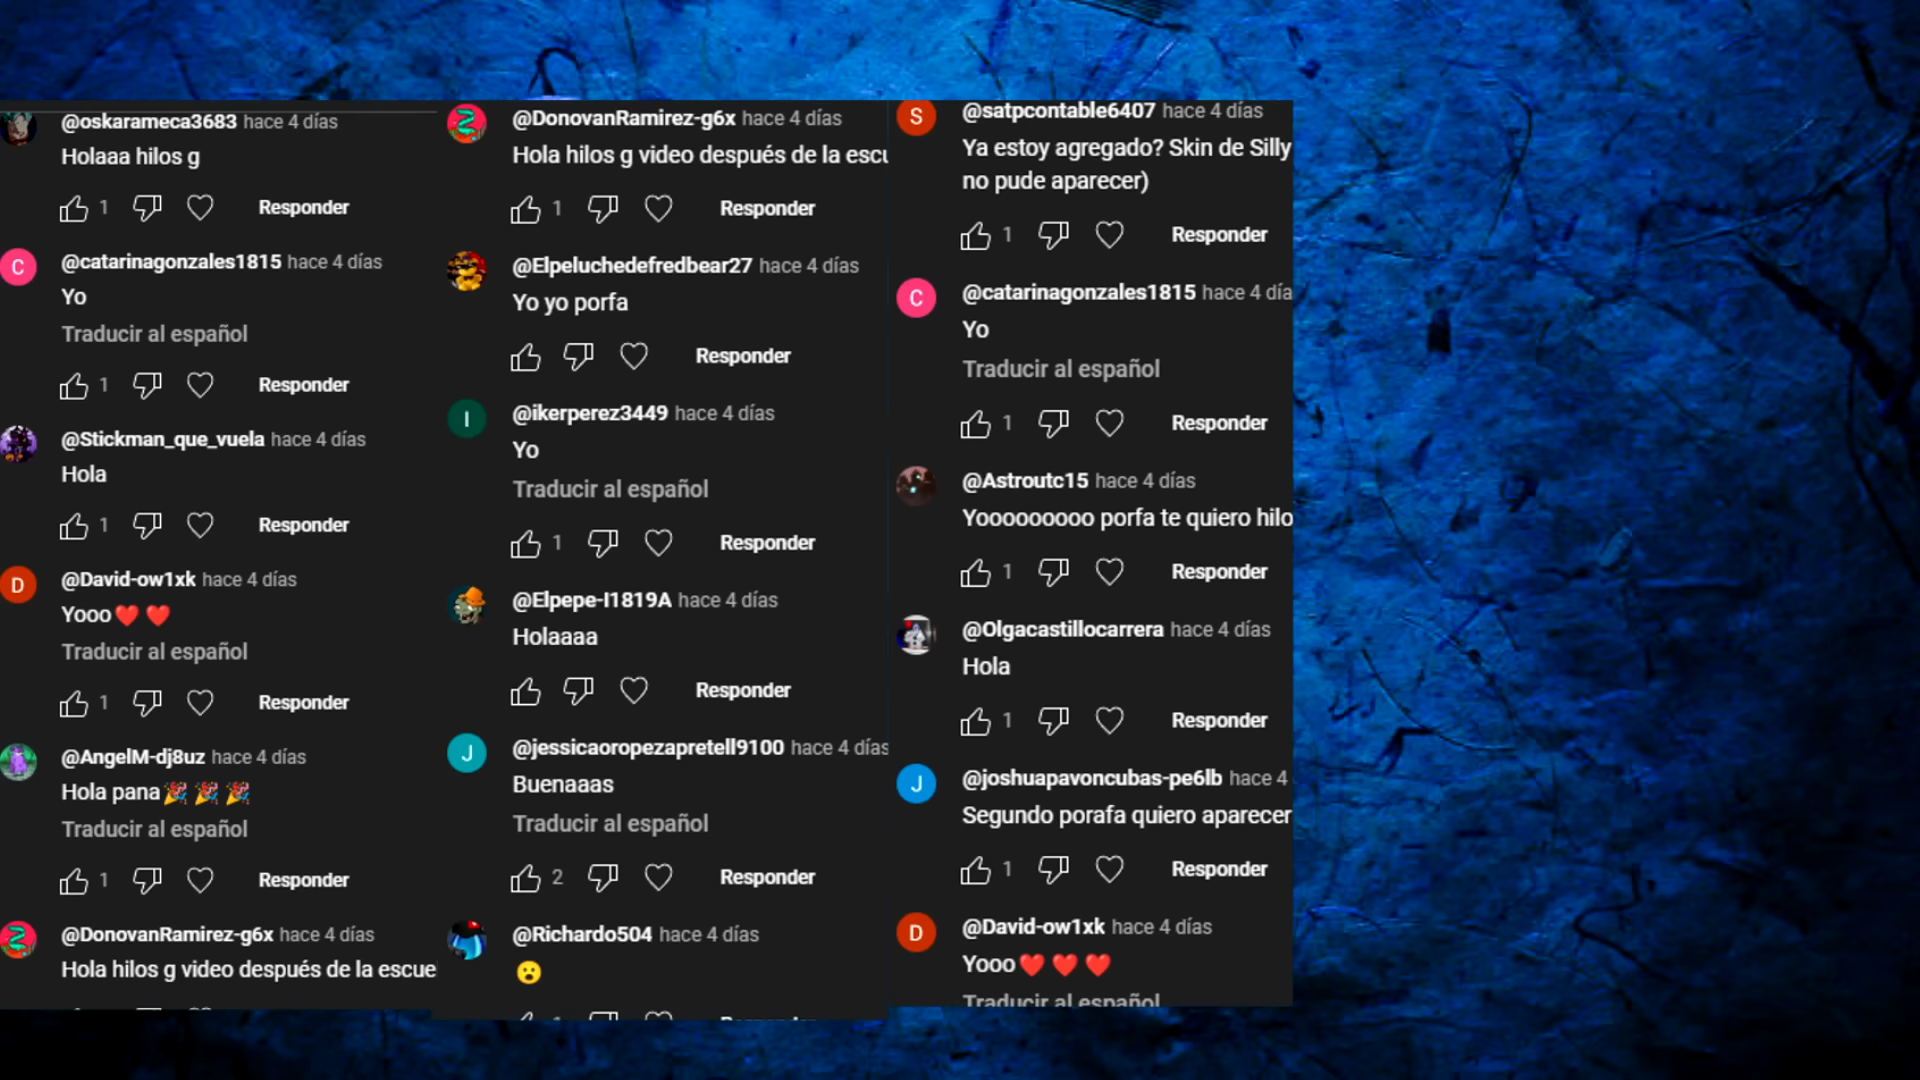 @oskarameca3683 hace 4 días
Holaaa hilos g
1 Responder
@catarinagonzales1815 hace 4 días
Yo
Traducir al español
1 Responder
@Stickman_que_vuela hace 4 días
Hola
1 Responder
@David-ow1xk hace 4 días
Yooo❤️❤️
Traducir al español
1 Responder
@AngelM-dj8uz hace 4 días
Hola pana🎉🎉🎉
Traducir al español
1 Responder
@DonovanRamirez-g6x hace 4 días
Hola hilos g video después de la escue
@DonovanRamirez-g6x hace 4 días
Hola hilos g video después de la escu
1 Responder
@Elpeluchedefredbear27 hace 4 días
Yo yo porfa
Responder
@ikerperez3449 hace 4 días
Yo
Traducir al español
1 Responder
@Elpepe-I1819A hace 4 días
Holaaaa
Responder
@jessicaoropezapretell9100 hace 4 días
Buenaaas
Traducir al español
2 Responder
@Richardo504 hace 4 días
😮
Responder
@satpcontable6407 hace 4 días
Ya estoy agregado? Skin de Silly
no pude aparecer)
1 Responder
@catarinagonzales1815 hace 4 día
Yo
Traducir al español
1 Responder
@Astroutc15 hace 4 días
Yooooooooo porfa te quiero hilo
1 Responder
@Olgacastillocarrera hace 4 días
Hola
1 Responder
@joshuapavoncubas-pe6lb hace 4
Segundo porafa quiero aparecer
1 Responder
@David-ow1xk hace 4 días
Yooo❤️❤️❤️
Traducir al español